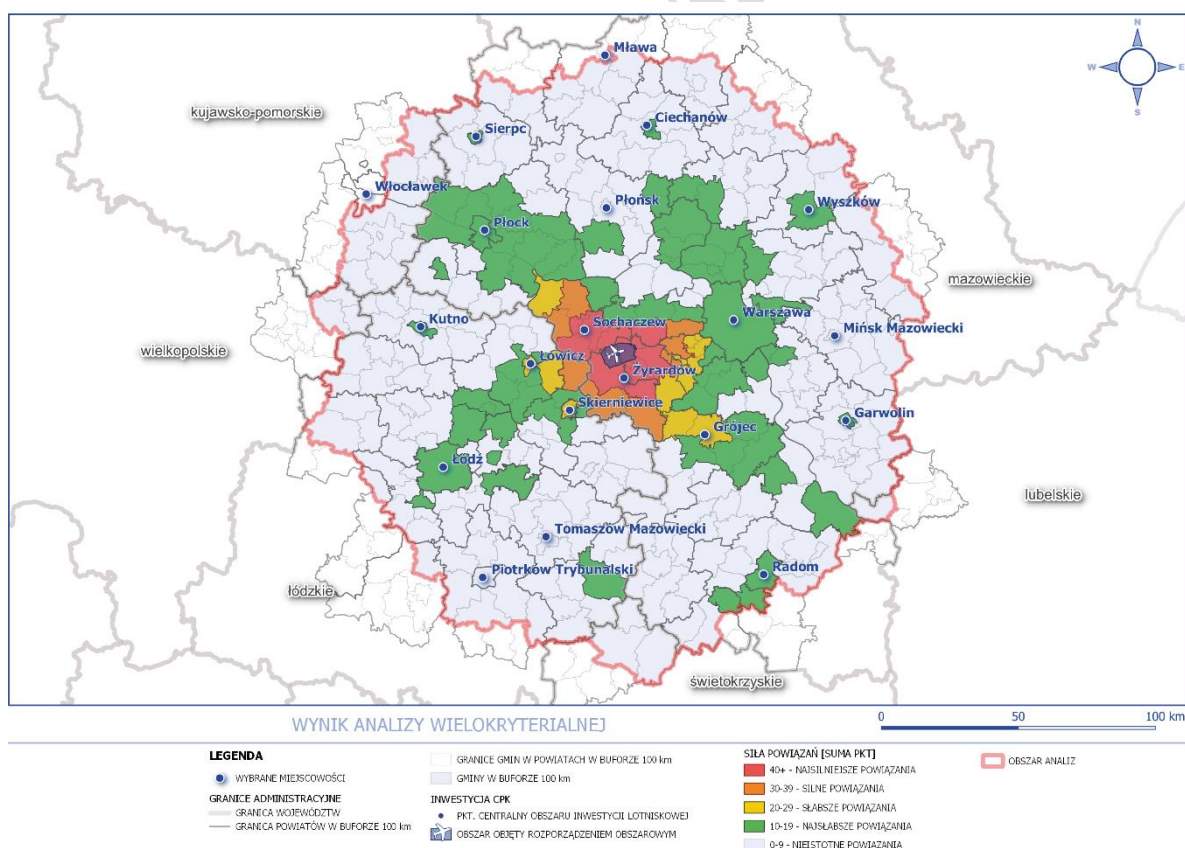 Mława
N
W
E
S
kujawsko-pomorskie
Sierpc
Ciechanów
Włocławek
Płońsk
Wyszków
Płock
mazowieckie
Sochaczew
Warszawa
Kutno
Mińsk Mazowiecki
wielkopolskie
Łowicz
Żyrardów
Skierniewice
Grójec
Garwolin
Łódź
lubelskie
Tomaszów Mazowiecki
Piotrków Trybunalski
Radom
łódzkie
świetokrzyskie
WYNIK ANALIZY WIELOKRYTERIALNEJ
0 50 100 km
LEGENDA
WYBRANE MIEJSCOWOŚCI
GRANICE ADMINISTRACYJNE
GRANICA WOJEWÓDZTW
GRANICA POWIATÓW W BUFORZE 100 km
GRANICE GMIN W POWIATACH W BUFORZE 100 km
GMINY W BUFORZE 100 km
INWESTYCJA CPK
PKT. CENTRALNY OBSZARU INWESTYCJI LOTNISKOWEJ
OBSZAR OBJĘTY ROZPORZĄDZENIEM OBSZAROWYM
SIŁA POWIĄZAŃ [SUMA PKT]
40+ - NAJSILNIEJSZE POWIĄZANIA
30-39 - SILNE POWIĄZANIA
20-29 - SŁABSZE POWIĄZANIA
10-19 - NAJSŁABSZE POWIĄZANIA
0-9 - NIEISTOTNE POWIĄZANIA
OBSZAR ANALIZ